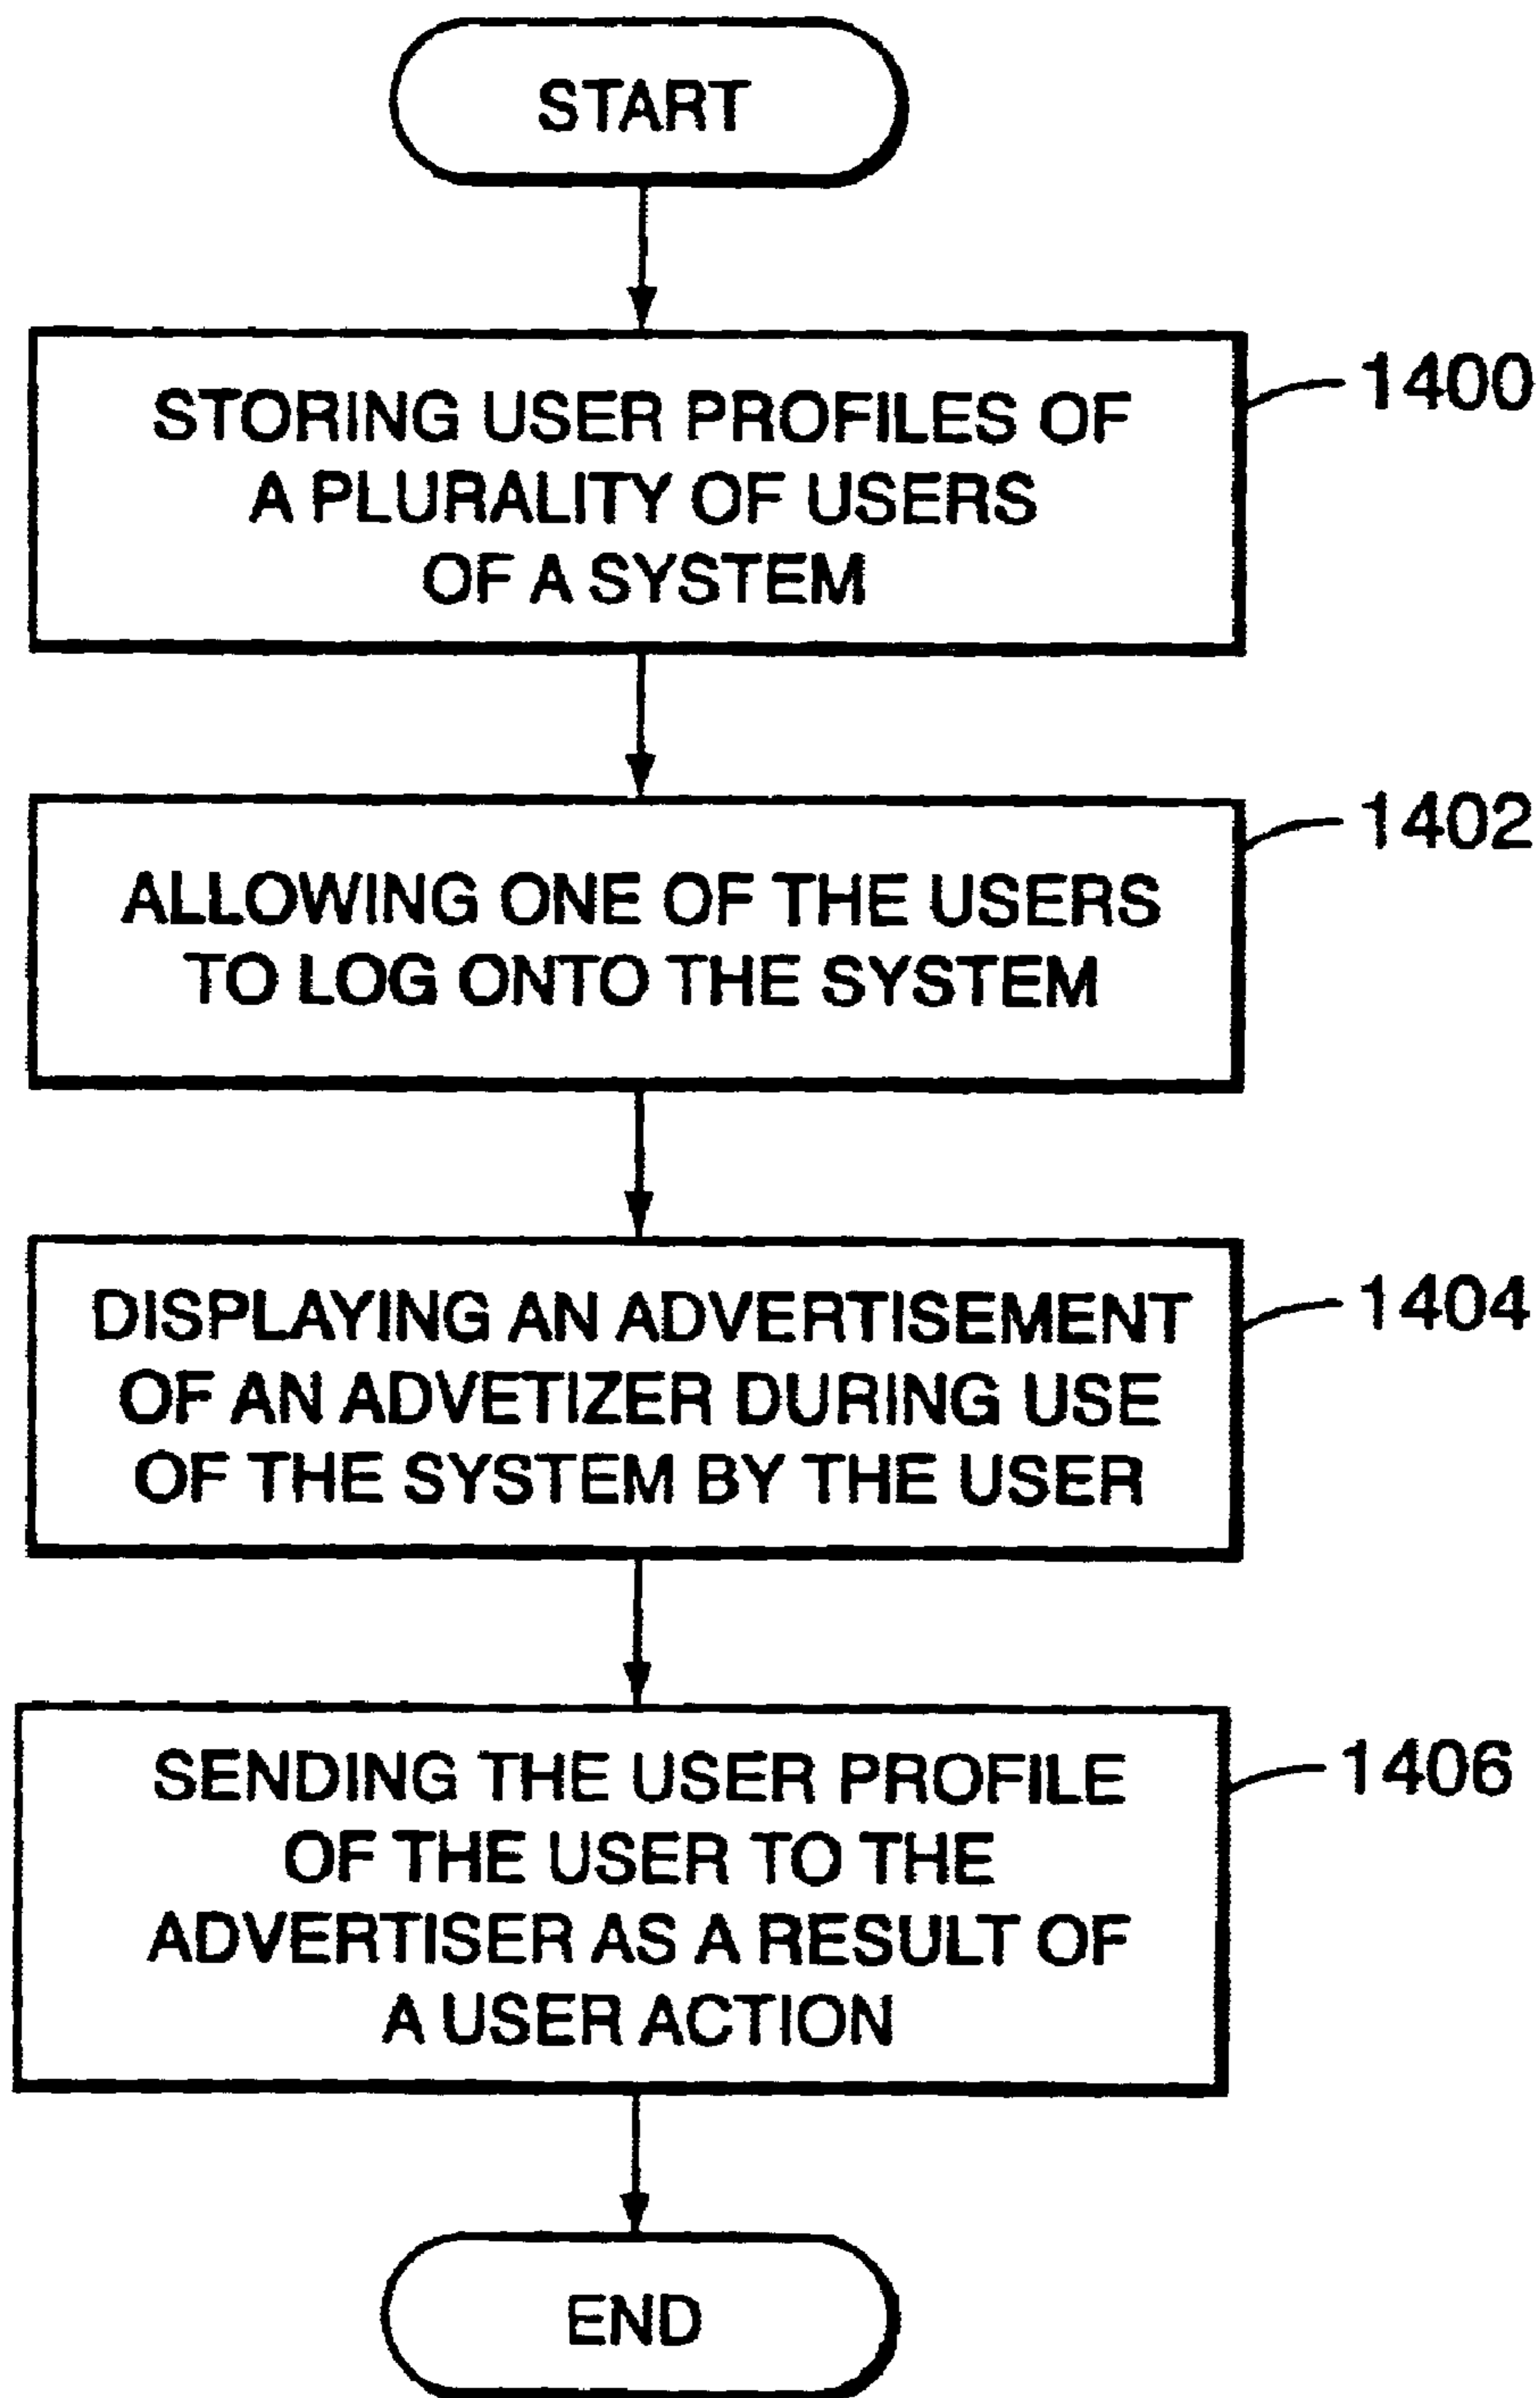 START
STORING USER PROFILES OF
A PLURALITY OF USERS
OF A SYSTEM
1400
ALLOWING ONE OF THE USERS
TO LOG ONTO THE SYSTEM
1402
DISPLAYING AN ADVERTISEMENT
OF AN ADVETIZER DURING USE
OF THE SYSTEM BY THE USER
1404
SENDING THE USER PROFILE
OF THE USER TO THE
ADVERTISER AS A RESULT OF
A USER ACTION
1406
END